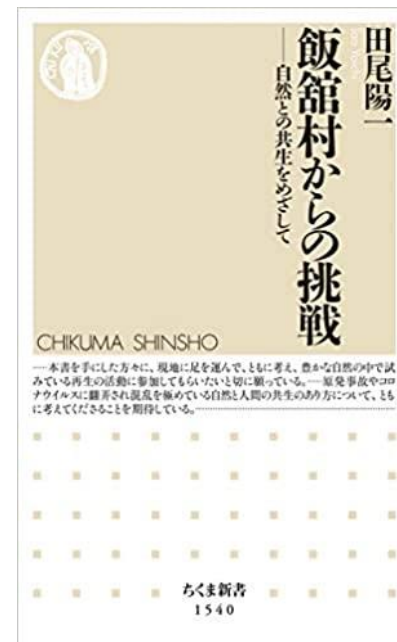 田尾陽一
Tao Yoichi
飯舘村からの挑戦
――自然との共生をめざして
CHIKUMA SHINSHO
……本書を手にした方々に、現地に足を運んで、ともに考え、豊かな自然の中で試
みている再生の活動に参加してもらいたいと切に願っている。……原発事故やコロ
ナウイルスに翻弄され混乱を極めている自然と人間の共生のあり方について、とも
に考えてくださることを期待している。……
ちくま新書
1540